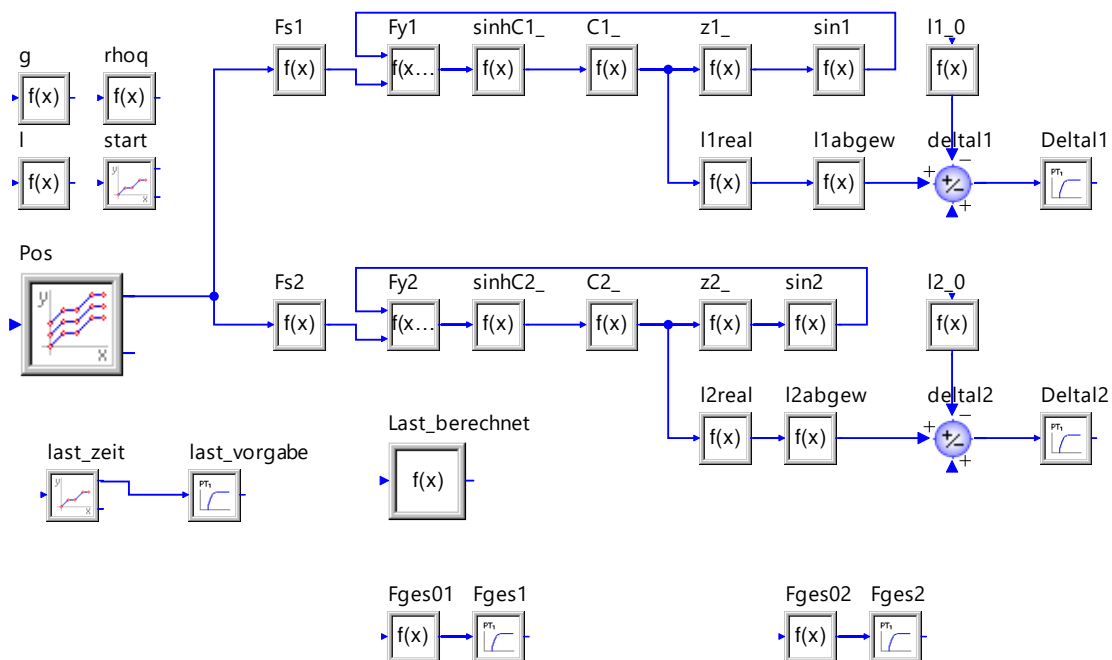 Fs1 Fy1 sinhC1_ C1_ z1_ sin1 l1_0
g rhoq
f(x) f(x... f(x) f(x) f(x) f(x) f(x)
f(x) f(x)
l start l1real l1abgew deltal1 Deltal1
+ −
f(x) y x f(x) f(x) +/− PT₁
+
Pos
Fs2 Fy2 sinhC2_ C2_ z2_ sin2 l2_0
y x
f(x) f(x... f(x) f(x) f(x) f(x) f(x)
l2real l2abgew deltal2 Deltal2
Last_berechnet
+ −
f(x) f(x) +/− PT₁
last_zeit last_vorgabe
+
y x PT₁ f(x)
Fges01 Fges1 Fges02 Fges2
f(x) PT₁ f(x) PT₁